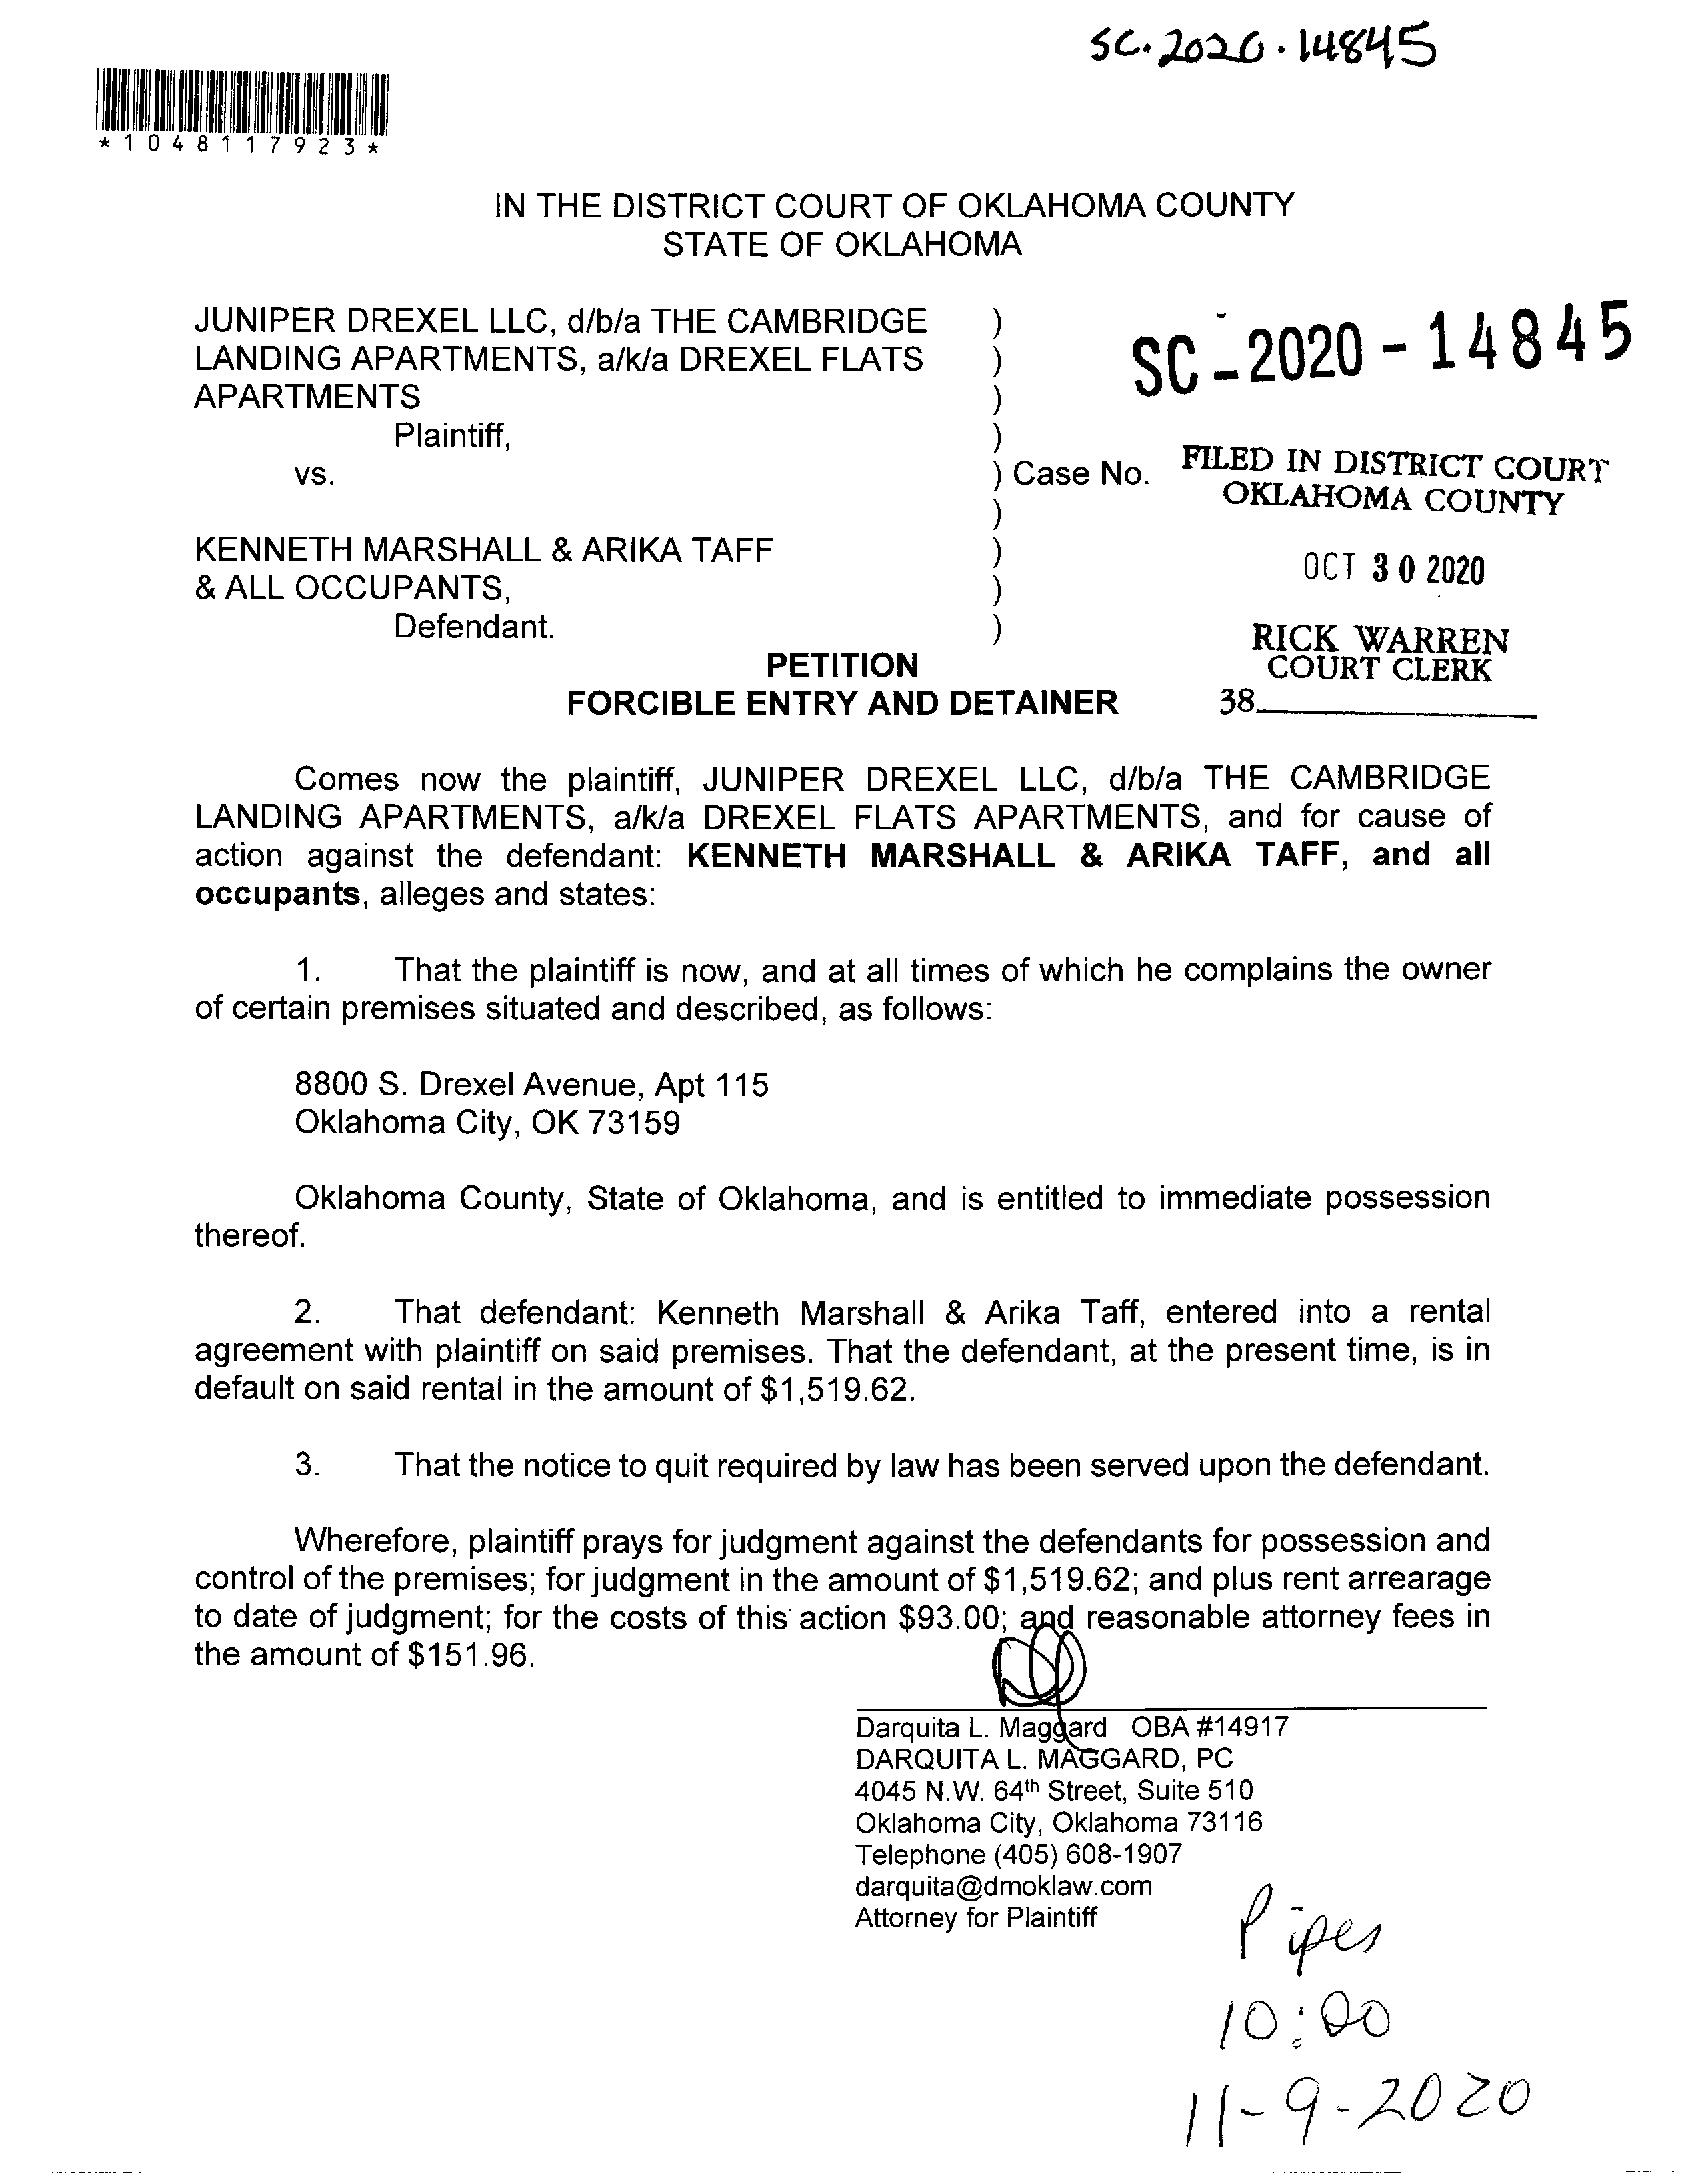 SC-2020-14845
*1048117923*
IN THE DISTRICT COURT OF OKLAHOMA COUNTY
STATE OF OKLAHOMA
JUNIPER DREXEL LLC, d/b/a THE CAMBRIDGE )
LANDING APARTMENTS, a/k/a DREXEL FLATS )
APARTMENTS )
SC-2020-14845
Plaintiff, )
vs. ) Case No.
)
FILED IN DISTRICT COURT
OKLAHOMA COUNTY
KENNETH MARSHALL & ARIKA TAFF )
& ALL OCCUPANTS, )
OCT 30 2020
Defendant. )
RICK WARREN
COURT CLERK
38
PETITION
FORCIBLE ENTRY AND DETAINER
Comes now the plaintiff, JUNIPER DREXEL LLC, d/b/a THE CAMBRIDGE
LANDING APARTMENTS, a/k/a DREXEL FLATS APARTMENTS, and for cause of
action against the defendant: KENNETH MARSHALL & ARIKA TAFF, and all
occupants, alleges and states:
1. That the plaintiff is now, and at all times of which he complains the owner
of certain premises situated and described, as follows:
8800 S. Drexel Avenue, Apt 115
Oklahoma City, OK 73159
Oklahoma County, State of Oklahoma, and is entitled to immediate possession
thereof.
2. That defendant: Kenneth Marshall & Arika Taff, entered into a rental
agreement with plaintiff on said premises. That the defendant, at the present time, is in
default on said rental in the amount of $1,519.62.
3. That the notice to quit required by law has been served upon the defendant.
Wherefore, plaintiff prays for judgment against the defendants for possession and
control of the premises; for judgment in the amount of $1,519.62; and plus rent arrearage
to date of judgment; for the costs of this action $93.00; and reasonable attorney fees in
the amount of $151.96.
Darquita L. Maggard OBA #14917
DARQUITA L. MAGGARD, PC
4045 N.W. 64th Street, Suite 510
Oklahoma City, Oklahoma 73116
Telephone (405) 608-1907
darquita@dmoklaw.com
Attorney for Plaintiff
Pipes
10:00
11-9-2020